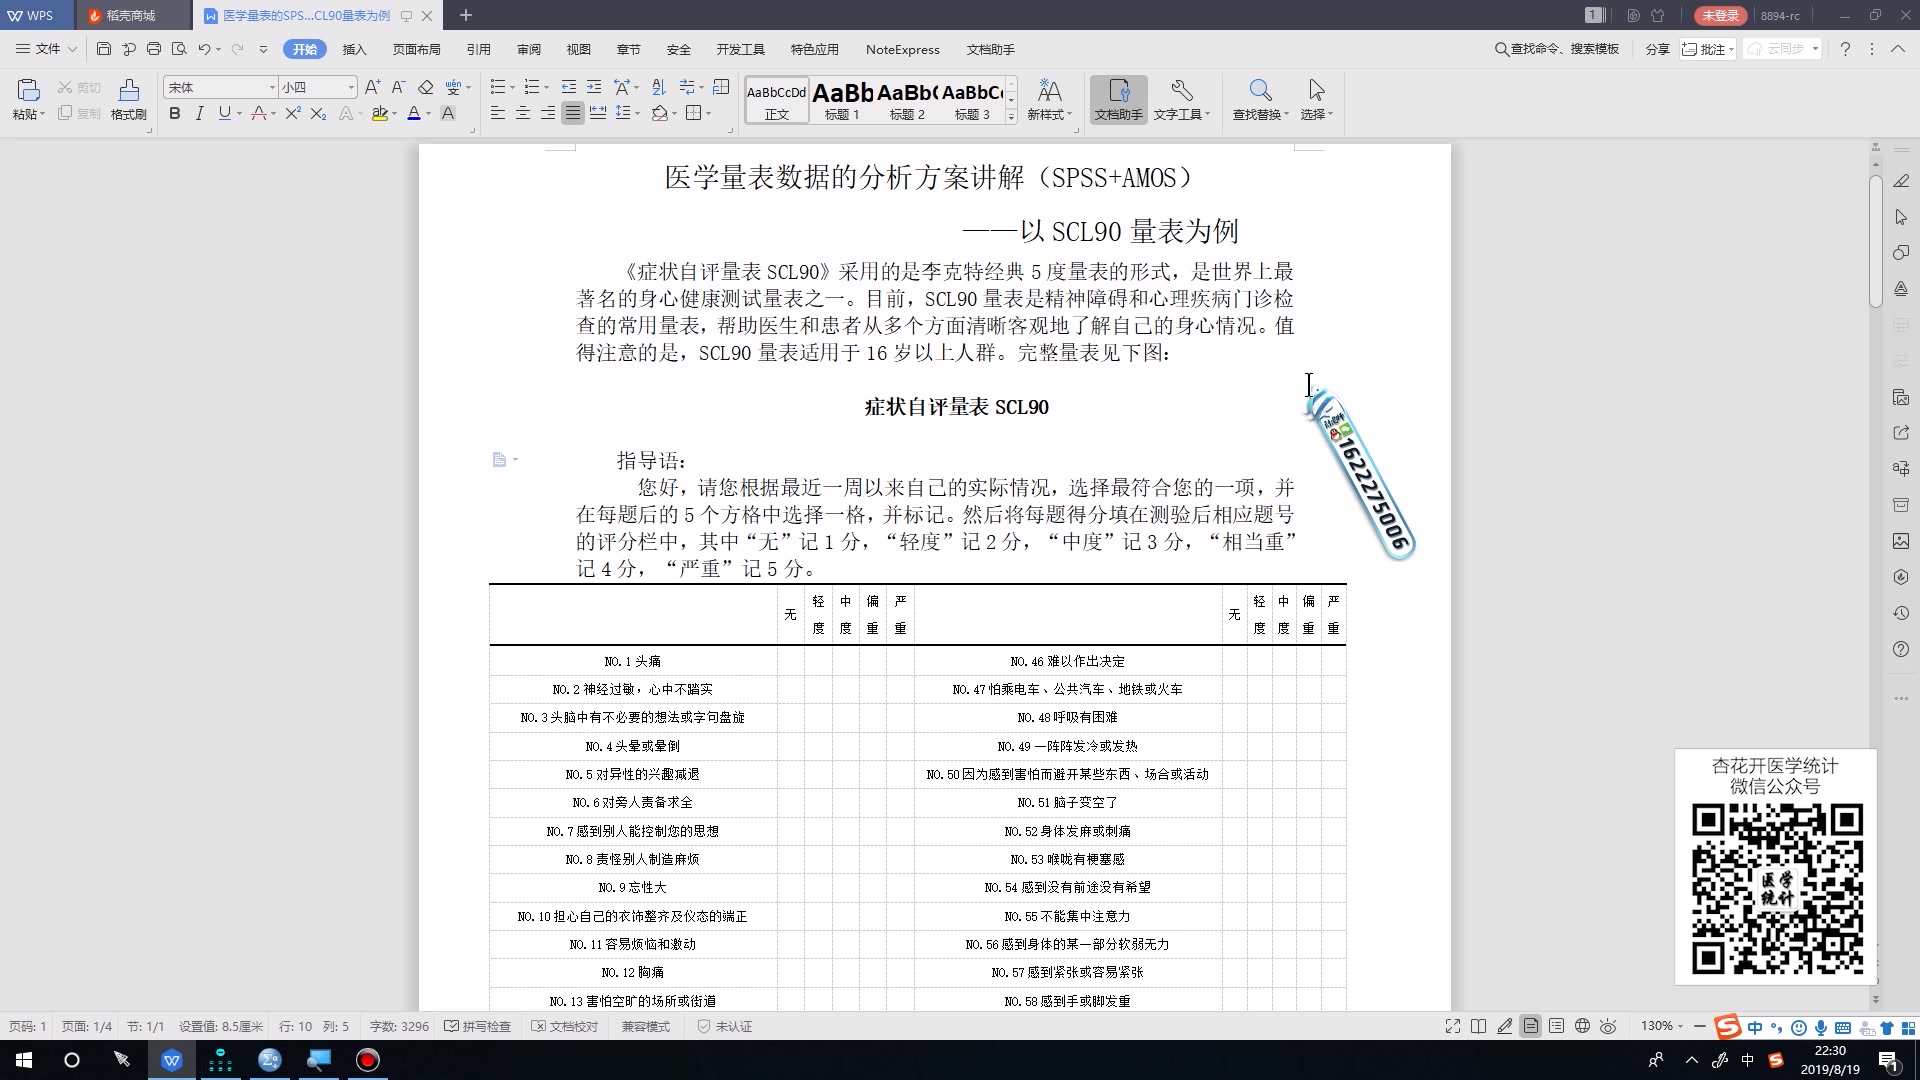 WPS
稻壳商城
医学量表的SPS...CL90量表为例
1
未登录
8894-rc
文件
开始
插入
页面布局
引用
审阅
视图
章节
安全
开发工具
特色应用
NoteExpress
文档助手
查找命令、搜索模板
分享
批注
云同步
粘贴
剪切
复制
格式刷
宋体
小四
AaBbCcDd
正文
AaBb
标题 1
AaBb(
标题 2
AaBbC
标题 3
新样式
文档助手
文字工具
查找替换
选择
医学量表数据的分析方案讲解（SPSS+AMOS）
——以 SCL90 量表为例
《症状自评量表 SCL90》采用的是李克特经典 5 度量表的形式，是世界上最
著名的身心健康测试量表之一。目前，SCL90 量表是精神障碍和心理疾病门诊检
查的常用量表，帮助医生和患者从多个方面清晰客观地了解自己的身心情况。值
得注意的是，SCL90 量表适用于 16 岁以上人群。完整量表见下图：
症状自评量表 SCL90
指导语：
您好，请您根据最近一周以来自己的实际情况，选择最符合您的一项，并
在每题后的 5 个方格中选择一格，并标记。然后将每题得分填在测验后相应题号
的评分栏中，其中“无”记 1 分，“轻度”记 2 分，“中度”记 3 分，“相当重”
记 4 分，“严重”记 5 分。
无 轻度 中度 偏重 严重 无 轻度 中度 偏重 严重
NO.1 头痛 NO.46 难以作出决定
NO.2 神经过敏，心中不踏实 NO.47 怕乘电车、公共汽车、地铁或火车
NO.3 头脑中有不必要的想法或字句盘旋 NO.48 呼吸有困难
NO.4 头晕或晕倒 NO.49 一阵阵发冷或发热
NO.5 对异性的兴趣减退 NO.50 因为感到害怕而避开某些东西、场合或活动
NO.6 对旁人责备求全 NO.51 脑子变空了
NO.7 感到别人能控制您的思想 NO.52 身体发麻或刺痛
NO.8 责怪别人制造麻烦 NO.53 喉咙有梗塞感
NO.9 忘性大 NO.54 感到没有前途没有希望
NO.10 担心自己的衣饰整齐及仪态的端正 NO.55 不能集中注意力
NO.11 容易烦恼和激动 NO.56 感到身体的某一部分软弱无力
NO.12 胸痛 NO.57 感到紧张或容易紧张
NO.13 害怕空旷的场所或街道 NO.58 感到手或脚发重
1622275006
杏花开医学统计
微信公众号
医学
统计
页码: 1
页面: 1/4
节: 1/1
设置值: 8.5厘米
行: 10
列: 5
字数: 3296
拼写检查
文档校对
兼容模式
未认证
130%
中
中
22:30
2019/8/19
1